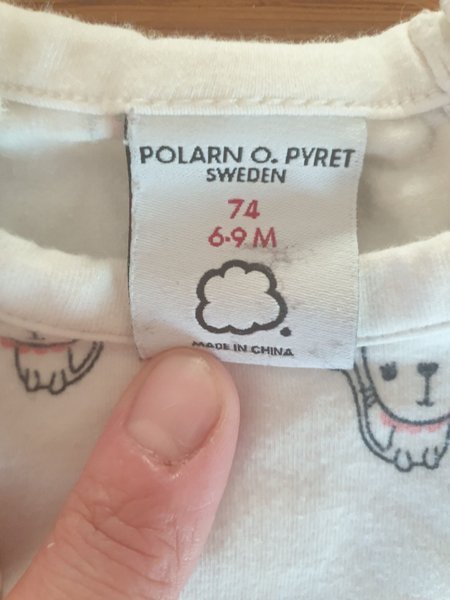 POLARN O. PYRET
SWEDEN
74
6-9 M
MADE IN CHINA